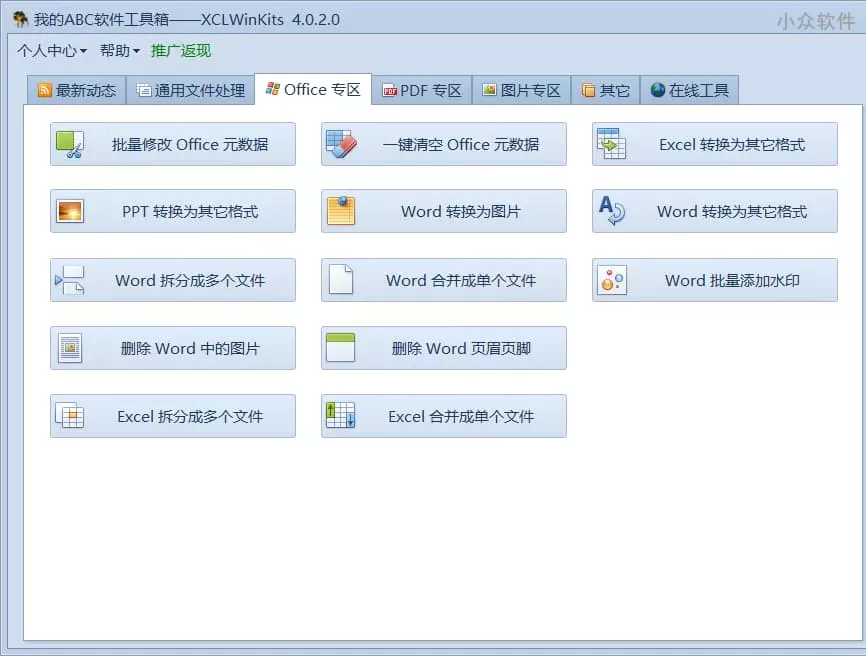 我的ABC软件工具箱——XCLWinKits 4.0.2.0
小众软件
个人中心 帮助 推广返现
最新动态 通用文件处理 Office 专区 PDF 专区 图片专区 其它 在线工具
批量修改 Office 元数据 一键清空 Office 元数据 Excel 转换为其它格式
PPT 转换为其它格式 Word 转换为图片 Word 转换为其它格式
Word 拆分成多个文件 Word 合并成单个文件 Word 批量添加水印
删除 Word 中的图片 删除 Word 页眉页脚
Excel 拆分成多个文件 Excel 合并成单个文件